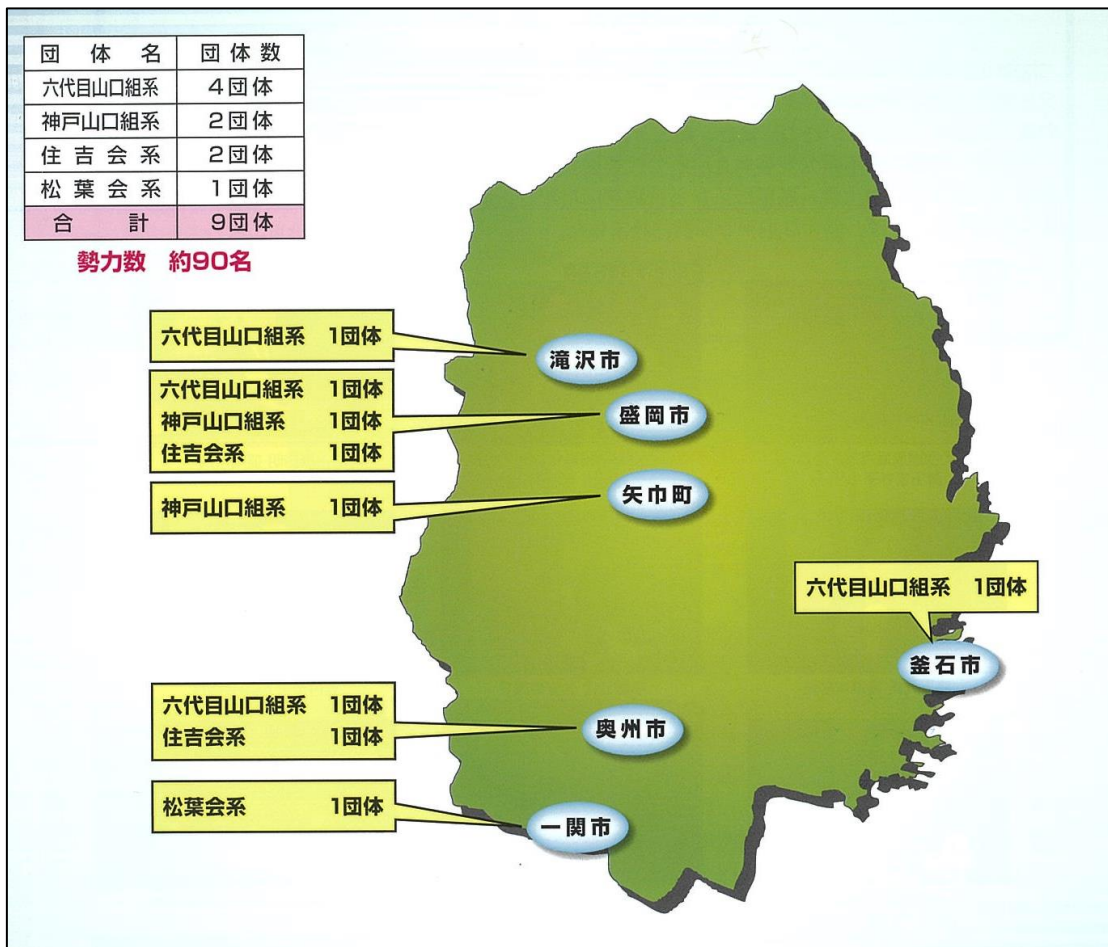 団体名 団体数
六代目山口組系 4団体
神戸山口組系 2団体
住吉会系 2団体
松葉会系 1団体
合計 9団体
勢力数 約90名
六代目山口組系 1団体
滝沢市
六代目山口組系 1団体
神戸山口組系 1団体
住吉会系 1団体
盛岡市
神戸山口組系 1団体
矢巾町
六代目山口組系 1団体
釜石市
六代目山口組系 1団体
住吉会系 1団体
奥州市
松葉会系 1団体
一関市